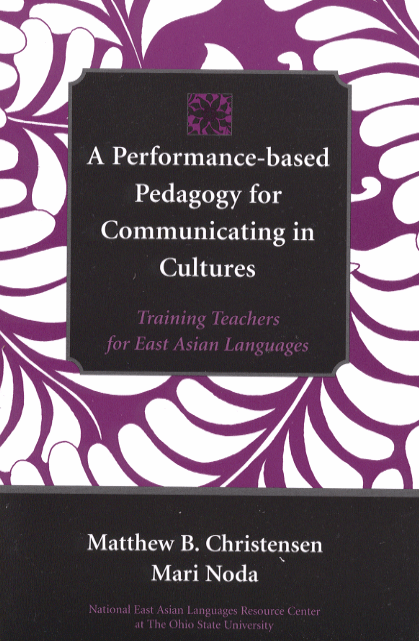 A Performance-based
Pedagogy for
Communicating in
Cultures
Training Teachers
for East Asian Languages
Matthew B. Christensen
Mari Noda
National East Asian Languages Resource Center
at The Ohio State University